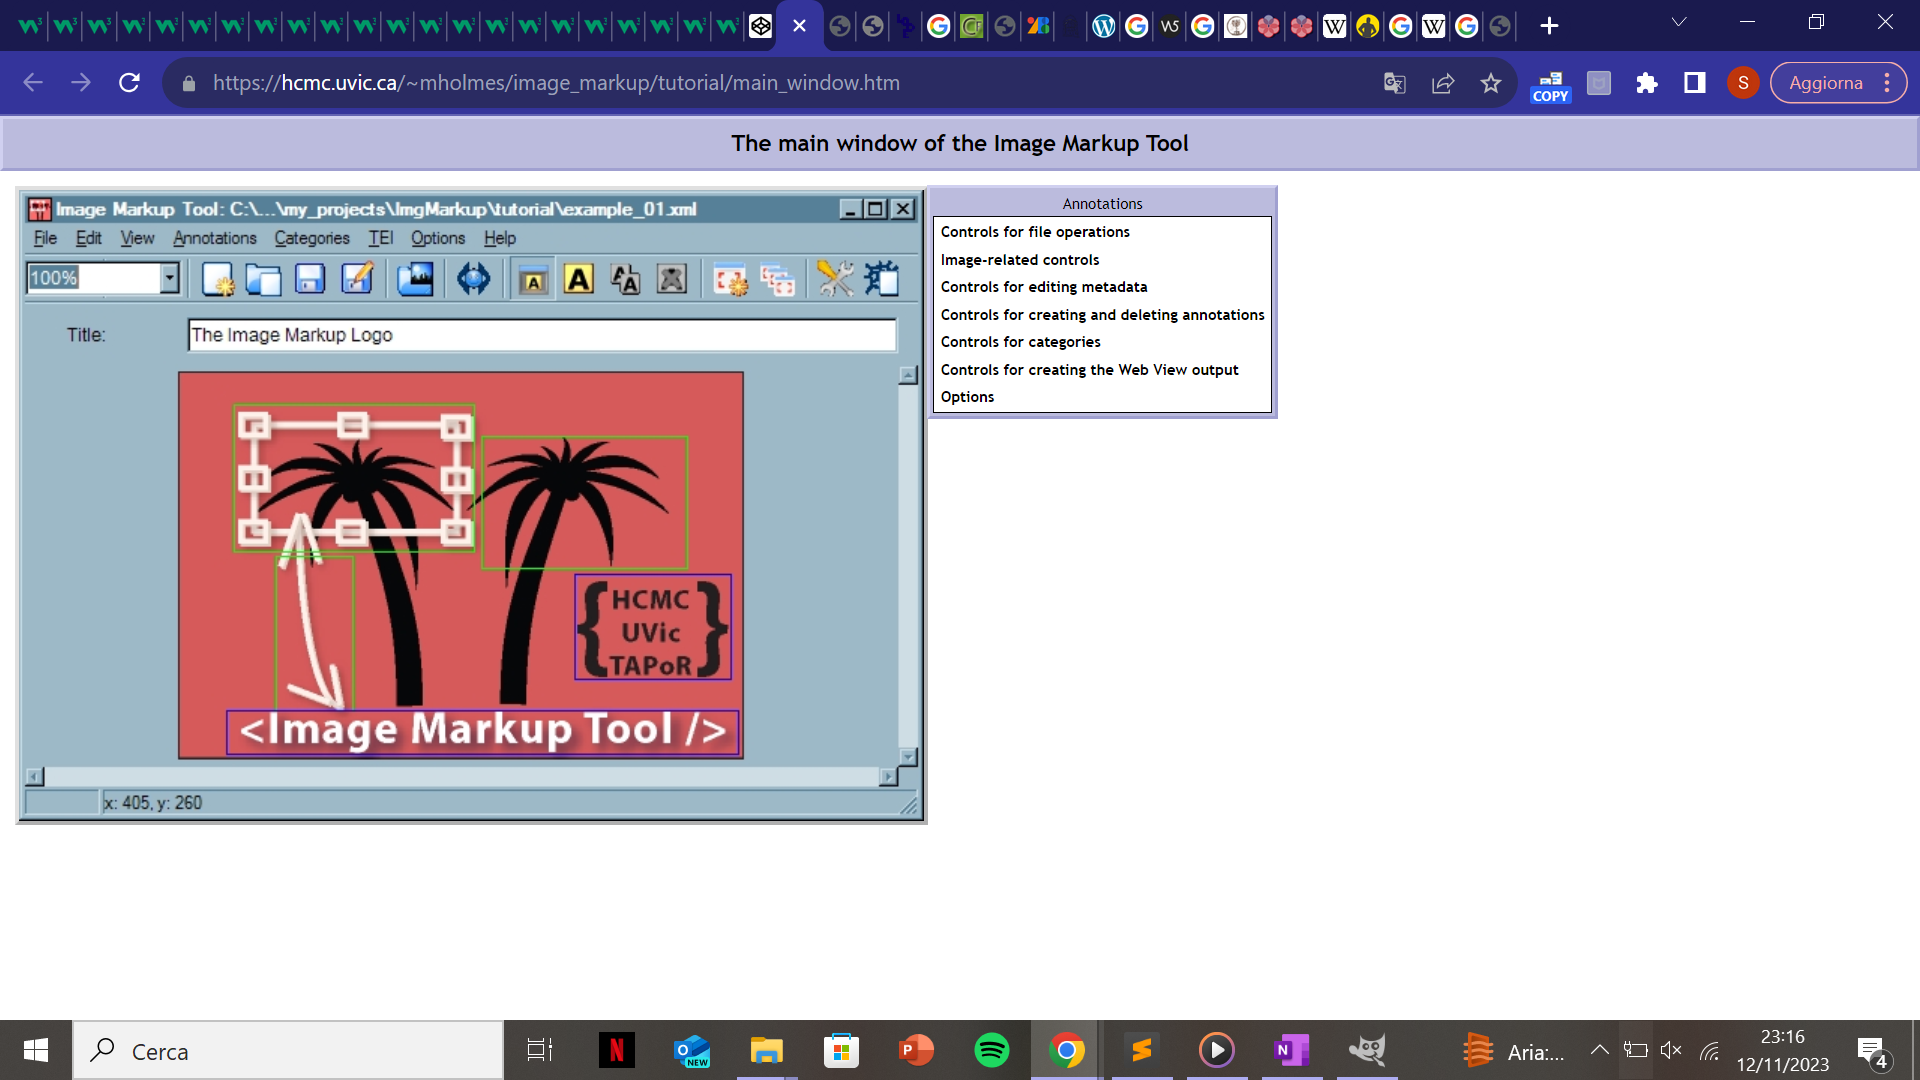 https://hcmc.uvic.ca/~mholmes/image_markup/tutorial/main_window.htm
COPY
S
Aggiorna
The main window of the Image Markup Tool
Image Markup Tool: C:\...\my_projects\ImgMarkup\tutorial\example_01.xml
File Edit View Annotations Categories TEI Options Help
100%
Title: The Image Markup Logo
HCMC
UVic
TAPoR
<Image Markup Tool />
x: 405, y: 260
Annotations
Controls for file operations
Image-related controls
Controls for editing metadata
Controls for creating and deleting annotations
Controls for categories
Controls for creating the Web View output
Options
Cerca
Aria:...
23:16
12/11/2023
4